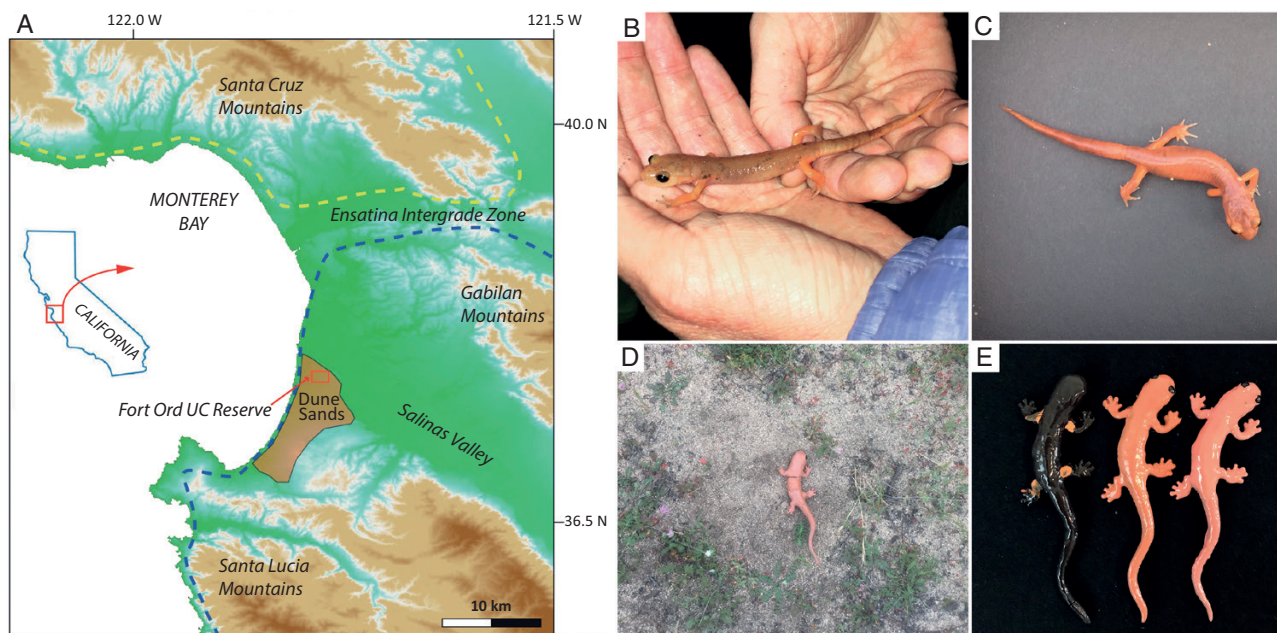 A
122.0 W
121.5 W
Santa Cruz
Mountains
40.0 N
MONTEREY
BAY
Ensatina Intergrade Zone
Gabilan
Mountains
CALIFORNIA
Fort Ord UC Reserve
Dune
Sands
Salinas Valley
36.5 N
Santa Lucia
Mountains
10 km
B
C
D
E